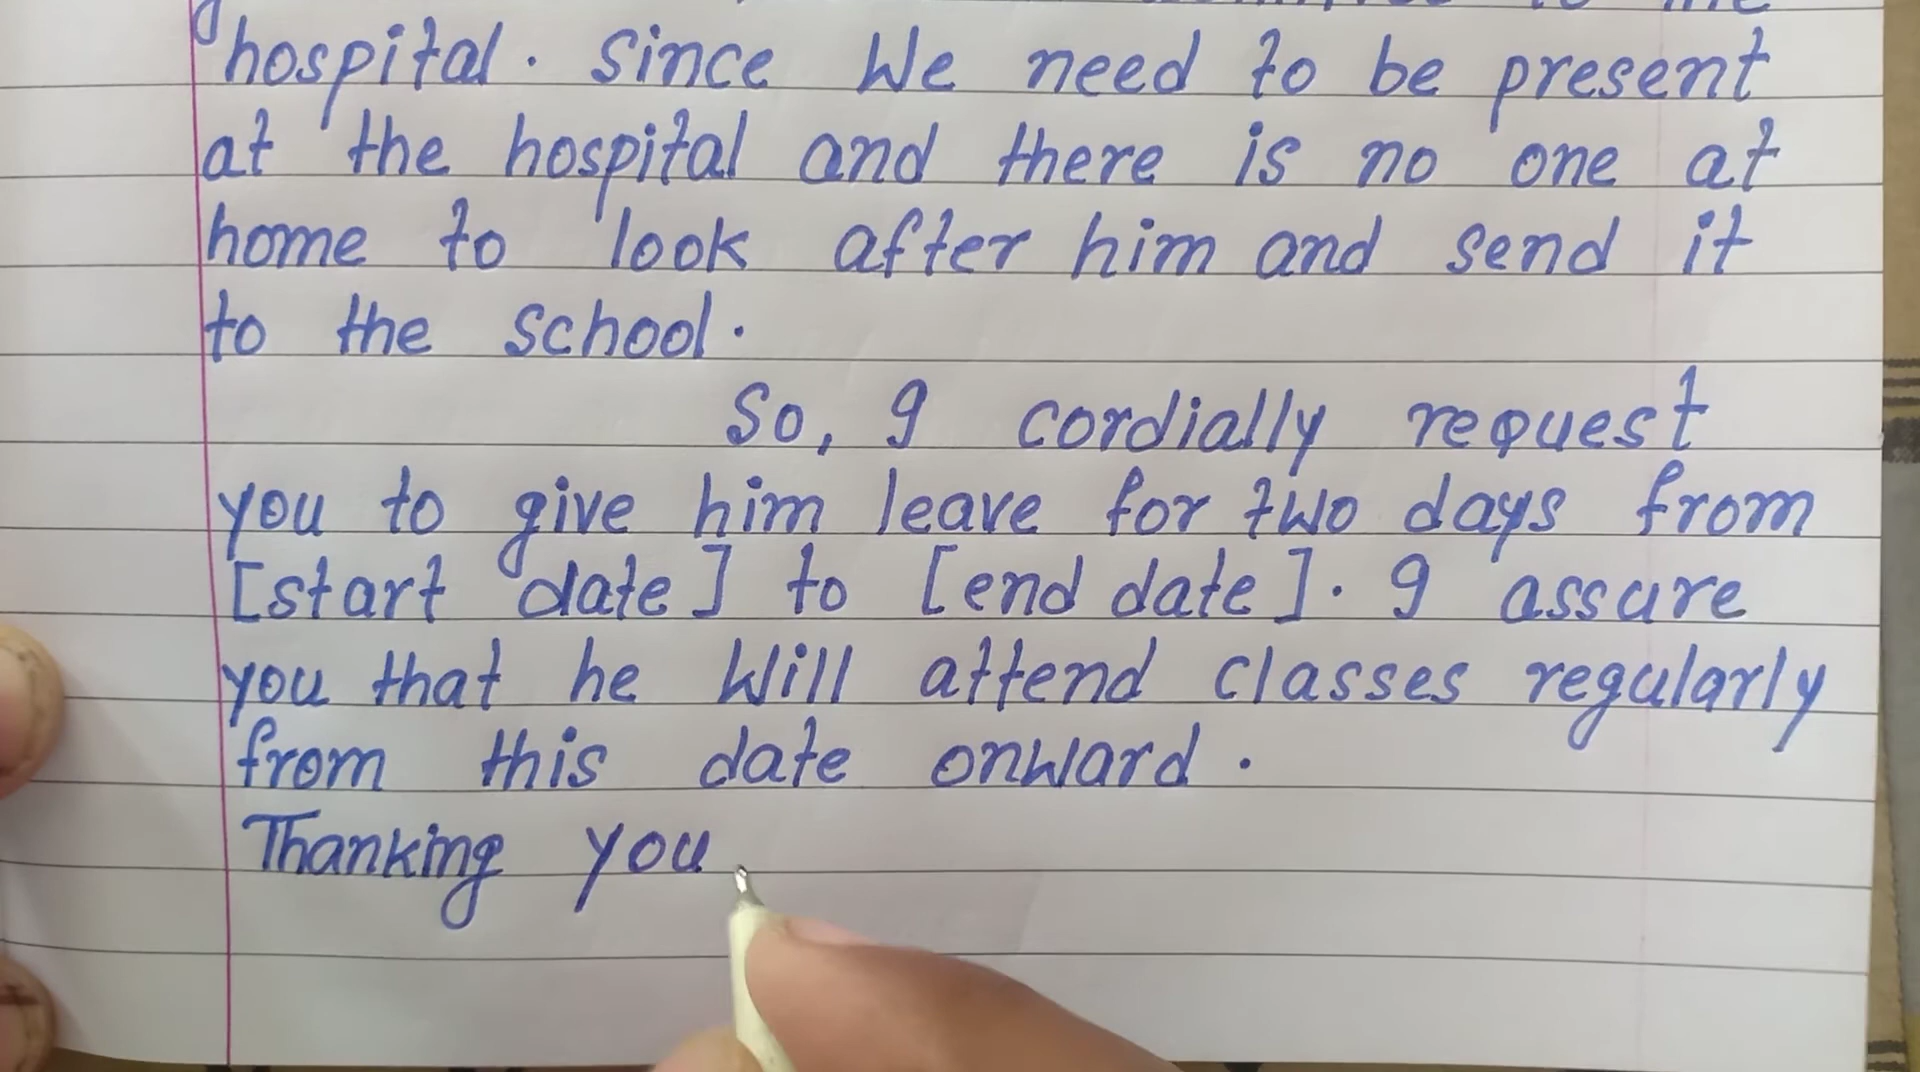 hospital. Since We need to be present
at the hospital and there is no one at
home to look after him and send it
to the school.
So, I cordially request
you to give him leave for two days from
[start date] to [end date]. I assure
you that he Will attend classes regularly
from this date onward.
Thanking you